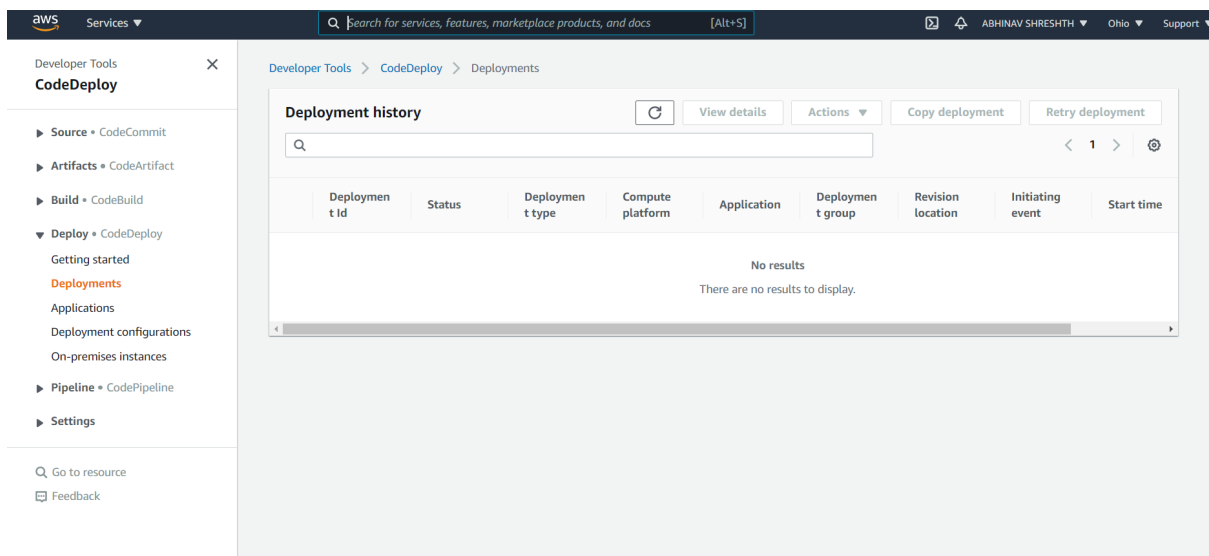 aws Services ▼ Search for services, features, marketplace products, and docs [Alt+S] ABHINAV SHRESHTH ▼ Ohio ▼ Support
Developer Tools
CodeDeploy
Source • CodeCommit
Artifacts • CodeArtifact
Build • CodeBuild
Deploy • CodeDeploy
Getting started
Deployments
Applications
Deployment configurations
On-premises instances
Pipeline • CodePipeline
Settings
Go to resource
Feedback
Developer Tools > CodeDeploy > Deployments
Deployment history View details Actions ▼ Copy deployment Retry deployment
< 1 >
Deploymen Deploymen Compute Deploymen Revision Initiating
t Id Status t type platform Application t group location event Start time
No results
There are no results to display.